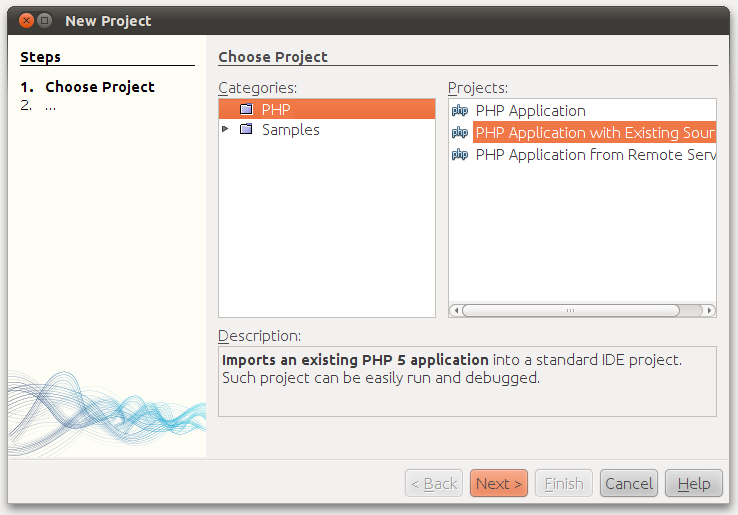 New Project
Steps
1. Choose Project
2. ...
Choose Project
Categories:
PHP
Samples
Projects:
php PHP Application
php PHP Application with Existing Sour
php PHP Application from Remote Serv
Description:
Imports an existing PHP 5 application into a standard IDE project.
Such project can be easily run and debugged.
< Back
Next >
Finish
Cancel
Help